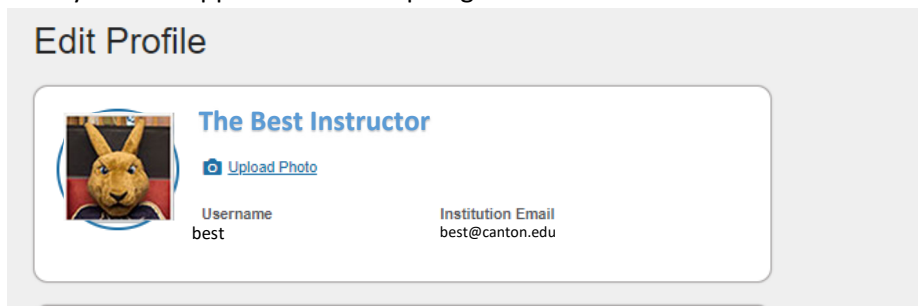 Edit Profile
The Best Instructor
Upload Photo
Username Institution Email
best best@canton.edu